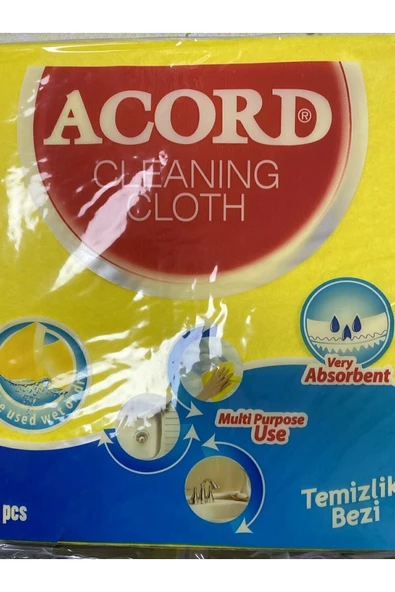 ACORD®
CLEANING
CLOTH
Very
Absorbent
used wet
Multi Purpose
Use
Temizlik
Bezi
pcs